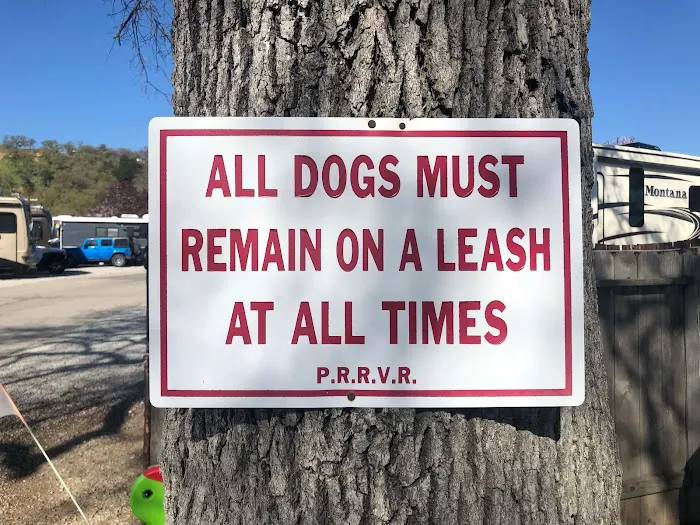 ALL DOGS MUST
REMAIN ON A LEASH
AT ALL TIMES
P.R.R.V.R.
Montana